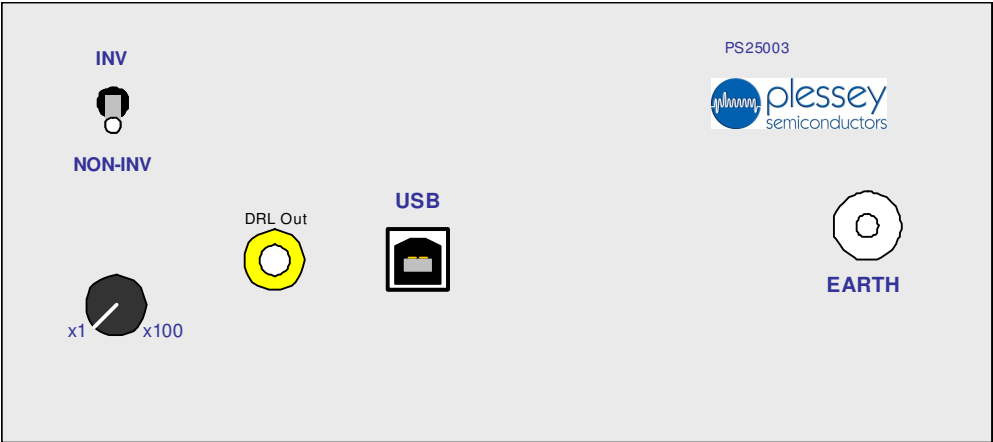 INV
NON-INV
x1 x100
DRL Out
USB
PS25003
plessey
semiconductors
EARTH